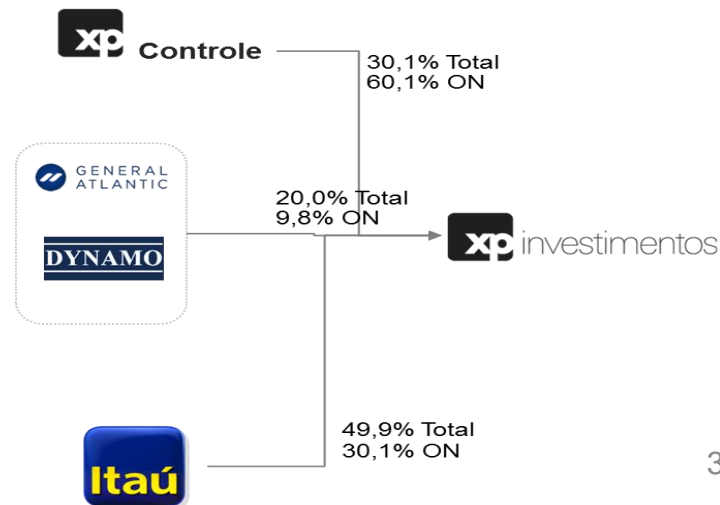 xp Controle
30,1% Total
60,1% ON
GENERAL
ATLANTIC
DYNAMO
20,0% Total
9,8% ON
xp investimentos
49,9% Total
30,1% ON
Itaú
3